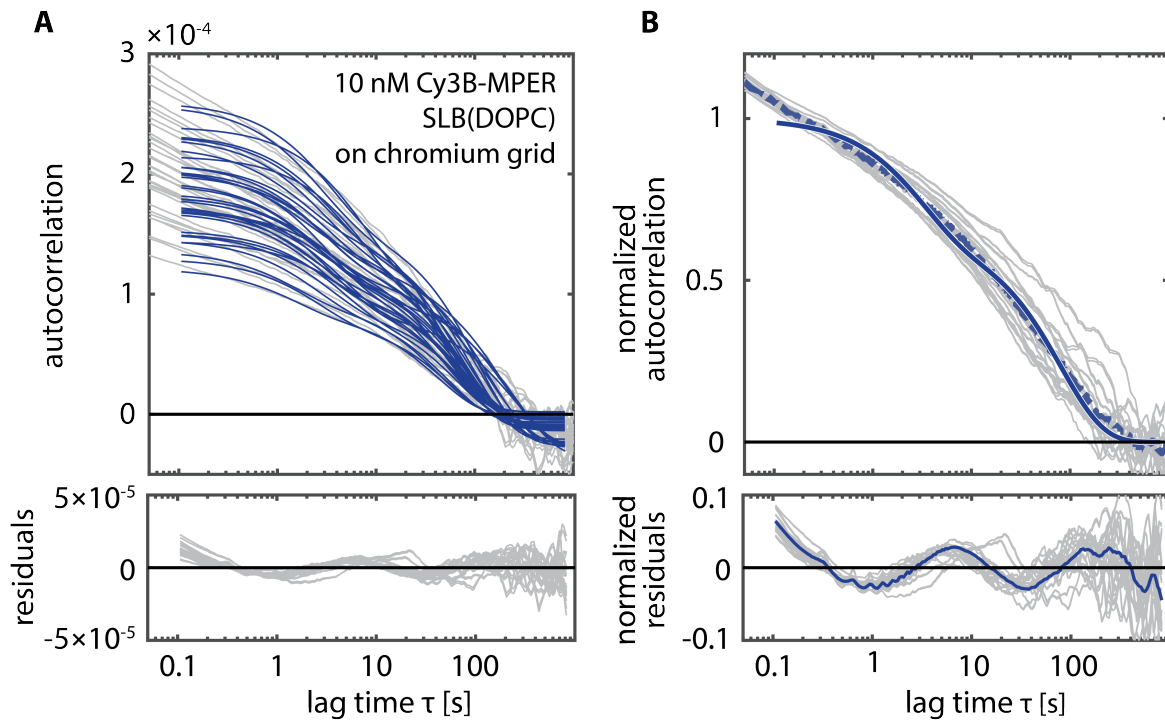 A
×10⁻⁴
3
2
1
0
autocorrelation
10 nM Cy3B-MPER
SLB(DOPC)
on chromium grid
5×10⁻⁵
0
-5×10⁻⁵
residuals
0.1
1
10
100
lag time τ [s]
B
1
0.5
0
normalized
autocorrelation
0.1
0
-0.1
normalized
residuals
0.1
1
10
100
lag time τ [s]